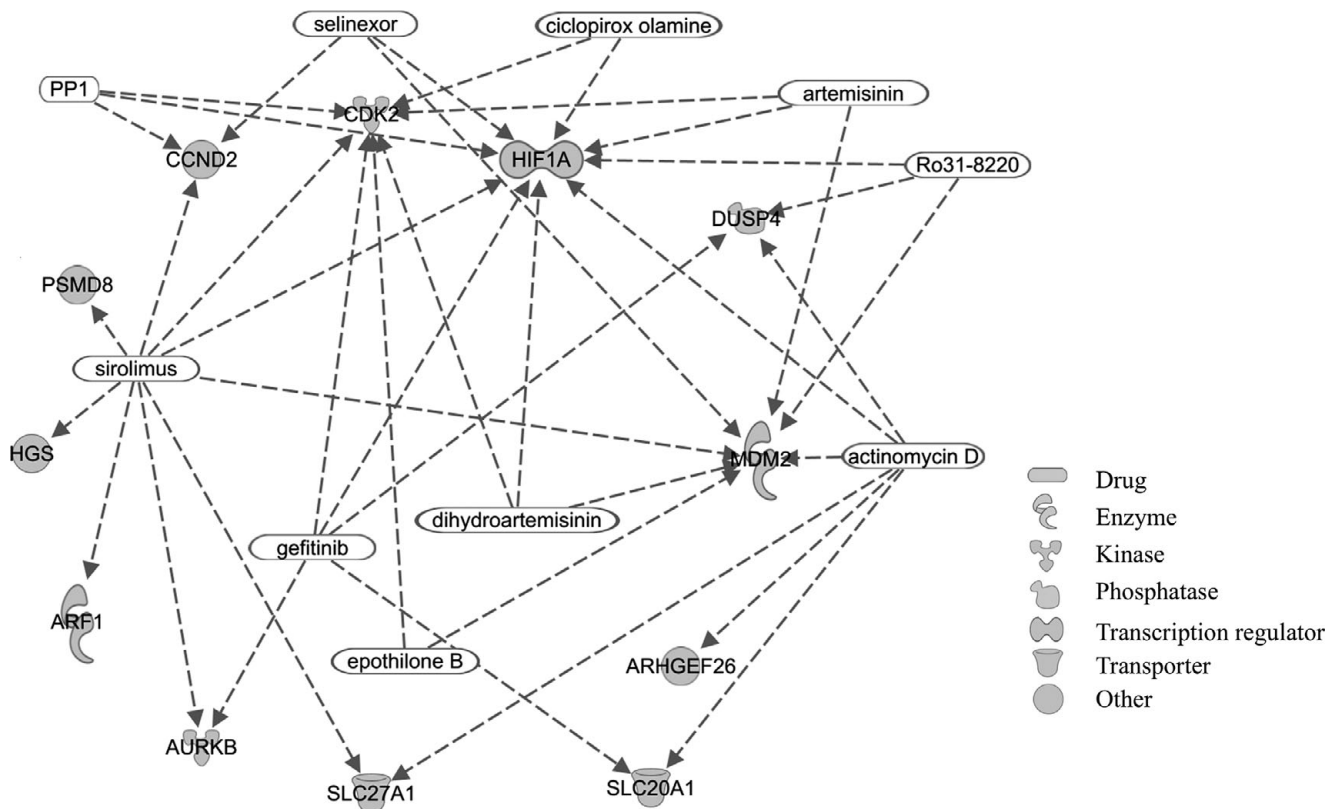 selinexor
ciclopirox olamine
PP1
artemisinin
CDK2
CCND2
HIF1A
Ro31-8220
DUSP4
PSMD8
sirolimus
HGS
MDM2
actinomycin D
dihydroartemisinin
gefitinib
ARF1
epothilone B
ARHGEF26
AURKB
SLC27A1
SLC20A1
Drug
Enzyme
Kinase
Phosphatase
Transcription regulator
Transporter
Other